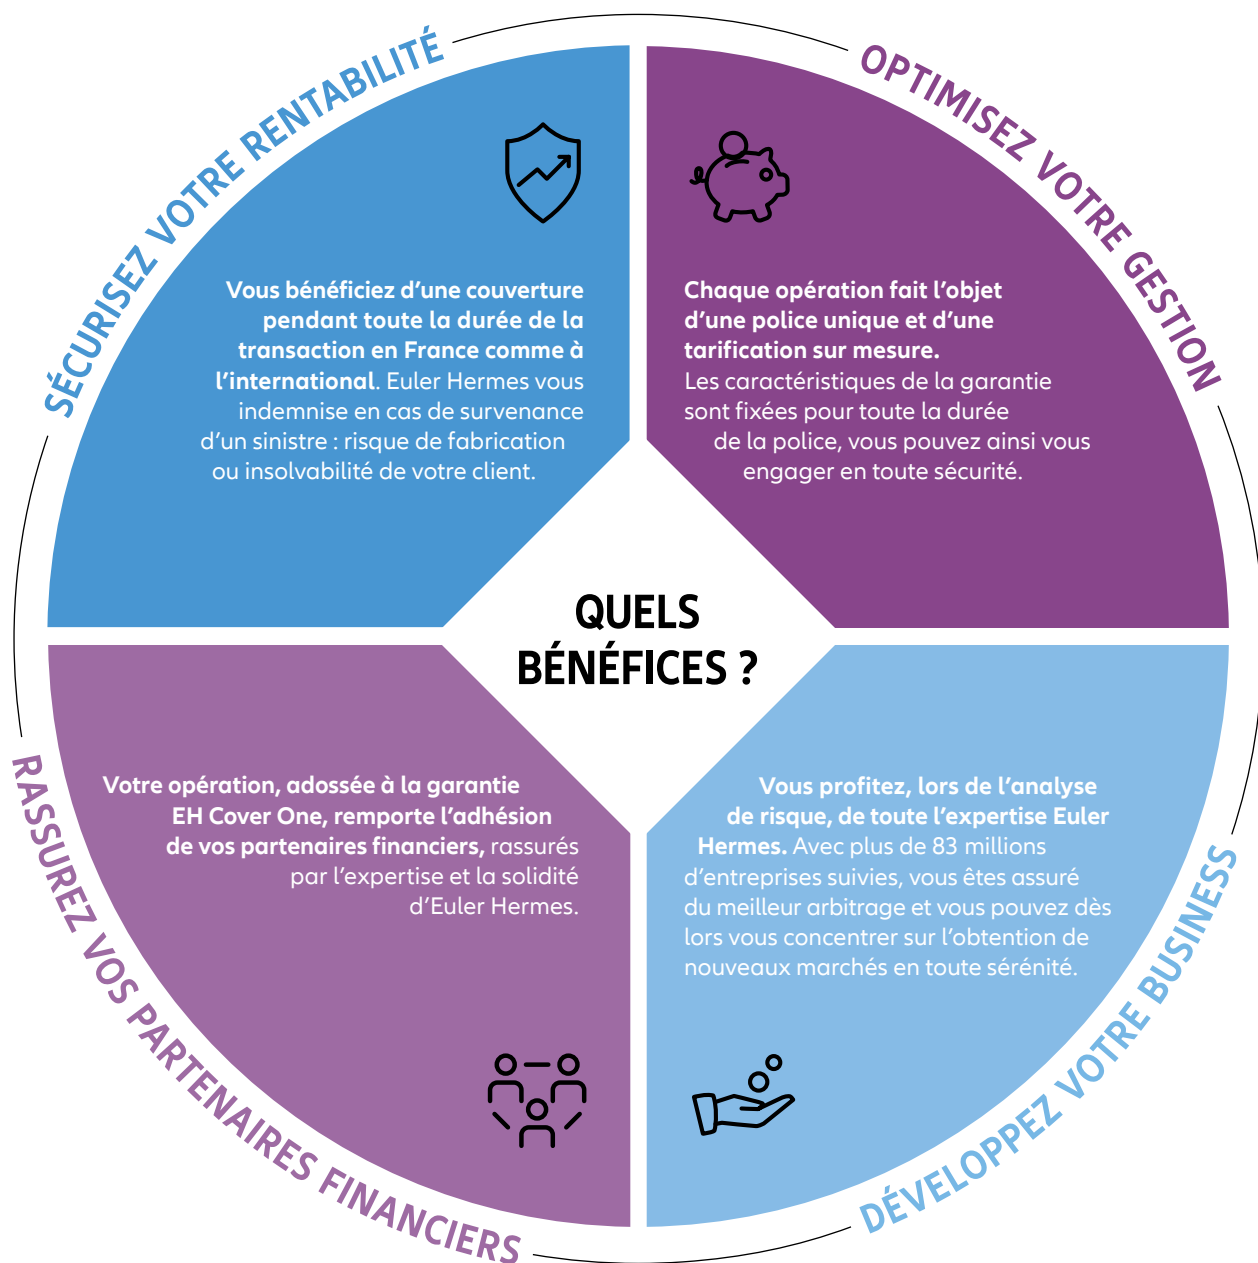 SÉCURISEZ VOTRE RENTABILITÉ
Vous bénéficiez d’une couverture
pendant toute la durée de la
transaction en France comme à
l’international. Euler Hermes vous
indemnise en cas de survenance
d’un sinistre : risque de fabrication
ou insolvabilité de votre client.
OPTIMISEZ VOTRE GESTION
Chaque opération fait l’objet
d’une police unique et d’une
tarification sur mesure.
Les caractéristiques de la garantie
sont fixées pour toute la durée
de la police, vous pouvez ainsi vous
engager en toute sécurité.
QUELS
BÉNÉFICES ?
RASSUREZ VOS PARTENAIRES FINANCIERS
Votre opération, adossée à la garantie
EH Cover One, remporte l’adhésion
de vos partenaires financiers, rassurés
par l’expertise et la solidité
d’Euler Hermes.
DÉVELOPPEZ VOTRE BUSINESS
Vous profitez, lors de l’analyse
de risque, de toute l’expertise Euler
Hermes. Avec plus de 83 millions
d’entreprises suivies, vous êtes assuré
du meilleur arbitrage et vous pouvez dès
lors vous concentrer sur l’obtention de
nouveaux marchés en toute sérénité.